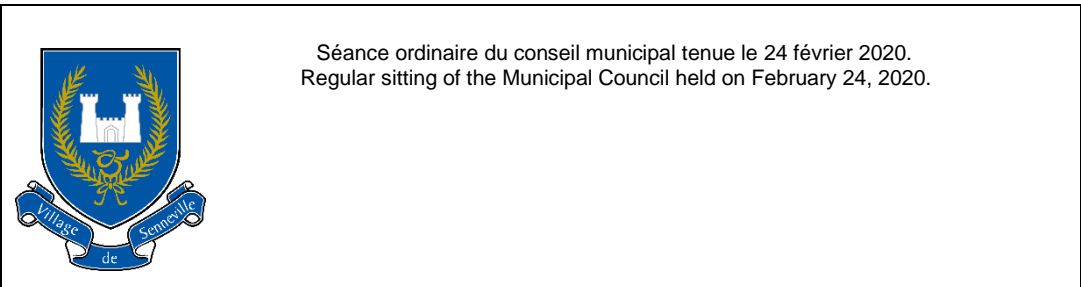 Séance ordinaire du conseil municipal tenue le 24 février 2020.
Regular sitting of the Municipal Council held on February 24, 2020.
Village
de
Senneville